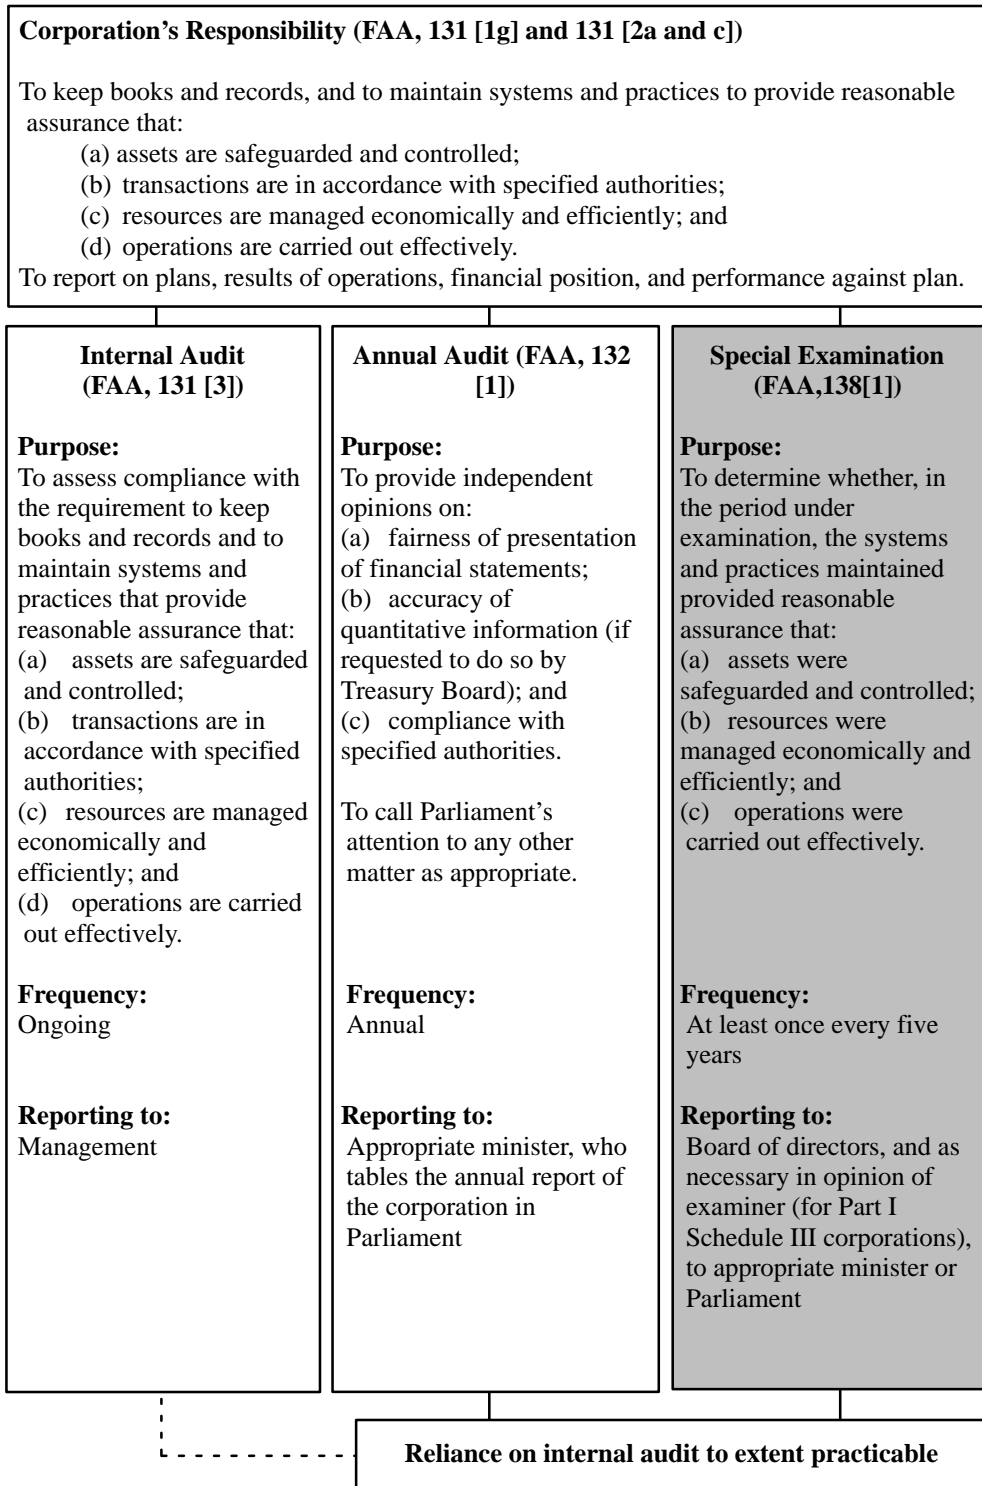 Corporation's Responsibility (FAA, 131 [1g] and 131 [2a and c])
To keep books and records, and to maintain systems and practices to provide reasonable
assurance that:
(a) assets are safeguarded and controlled;
(b) transactions are in accordance with specified authorities;
(c) resources are managed economically and efficiently; and
(d) operations are carried out effectively.
To report on plans, results of operations, financial position, and performance against plan.
Internal Audit
(FAA, 131 [3])
Purpose:
To assess compliance with
the requirement to keep
books and records and to
maintain systems and
practices that provide
reasonable assurance that:
(a) assets are safeguarded
and controlled;
(b) transactions are in
accordance with specified
authorities;
(c) resources are managed
economically and
efficiently; and
(d) operations are carried
out effectively.
Frequency:
Ongoing
Reporting to:
Management
Annual Audit (FAA, 132
[1])
Purpose:
To provide independent
opinions on:
(a) fairness of presentation
of financial statements;
(b) accuracy of
quantitative information (if
requested to do so by
Treasury Board); and
(c) compliance with
specified authorities.
To call Parliament's
attention to any other
matter as appropriate.
Frequency:
Annual
Reporting to:
Appropriate minister, who
tables the annual report of
the corporation in
Parliament
Special Examination
(FAA,138[1])
Purpose:
To determine whether, in
the period under
examination, the systems
and practices maintained
provided reasonable
assurance that:
(a) assets were
safeguarded and controlled;
(b) resources were
managed economically and
efficiently; and
(c) operations were
carried out effectively.
Frequency:
At least once every five
years
Reporting to:
Board of directors, and as
necessary in opinion of
examiner (for Part I
Schedule III corporations),
to appropriate minister or
Parliament
Reliance on internal audit to extent practicable